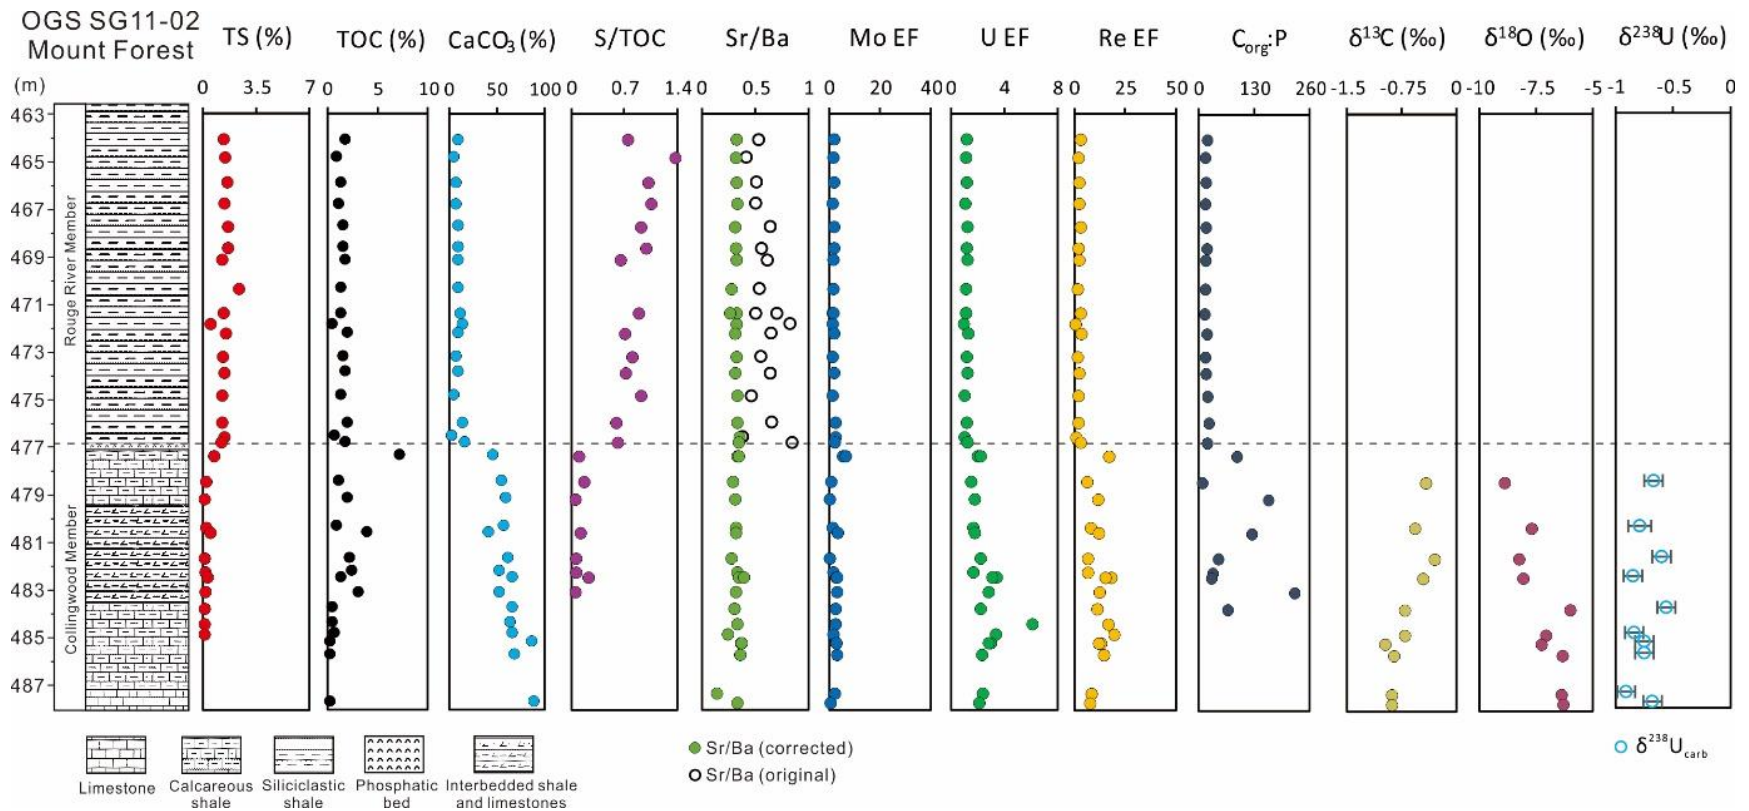 OGS SG11-02
Mount Forest
TS (%)
TOC (%)
CaCO₃ (%)
S/TOC
Sr/Ba
Mo EF
U EF
Re EF
Cₒᵣg:P
δ¹³C (‰)
δ¹⁸O (‰)
δ²³⁸U (‰)
(m)
0 3.5 7
0 5 10
0 50 100
0 0.7 1.4
0 0.5 1
0 20 40
0 4 8
0 25 50
0 130 260
-1.5 -0.75 0
-10 -7.5 -5
-1 -0.5 0
463
465
467
469
471
473
475
477
479
481
483
485
487
Rouge River Member
Collingwood Member
Limestone
Calcareous
shale
Siliciclastic
shale
Phosphatic
bed
Interbedded shale
and limestones
Sr/Ba (corrected)
Sr/Ba (original)
δ²³⁸U carb